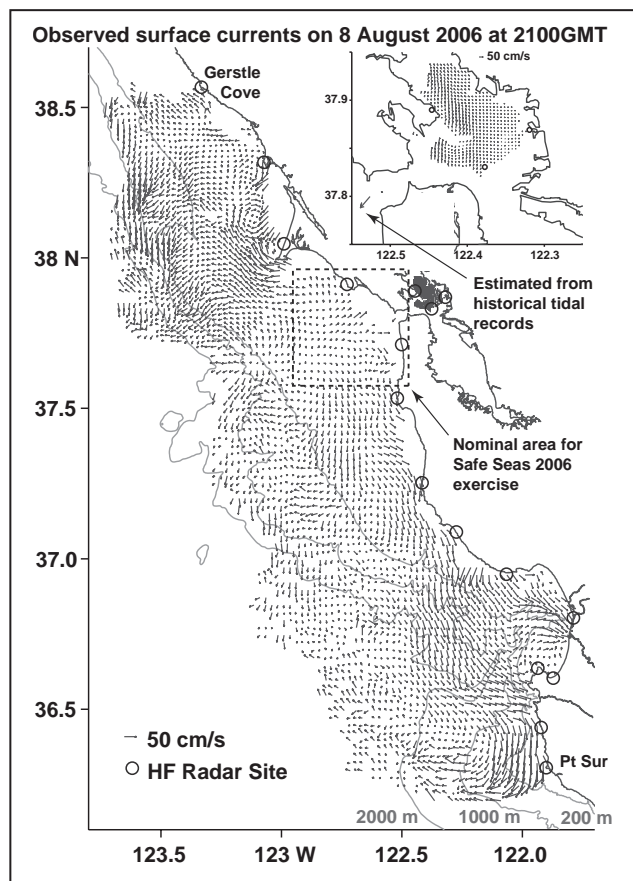 Observed surface currents on 8 August 2006 at 2100GMT
Gerstle
Cove
50 cm/s
37.9
37.8
122.5
122.4
122.3
Estimated from
historical tidal
records
Nominal area for
Safe Seas 2006
exercise
38.5
38 N
37.5
37.0
36.5
50 cm/s
HF Radar Site
Pt Sur
2000 m
1000 m
200 m
123.5
123 W
122.5
122.0